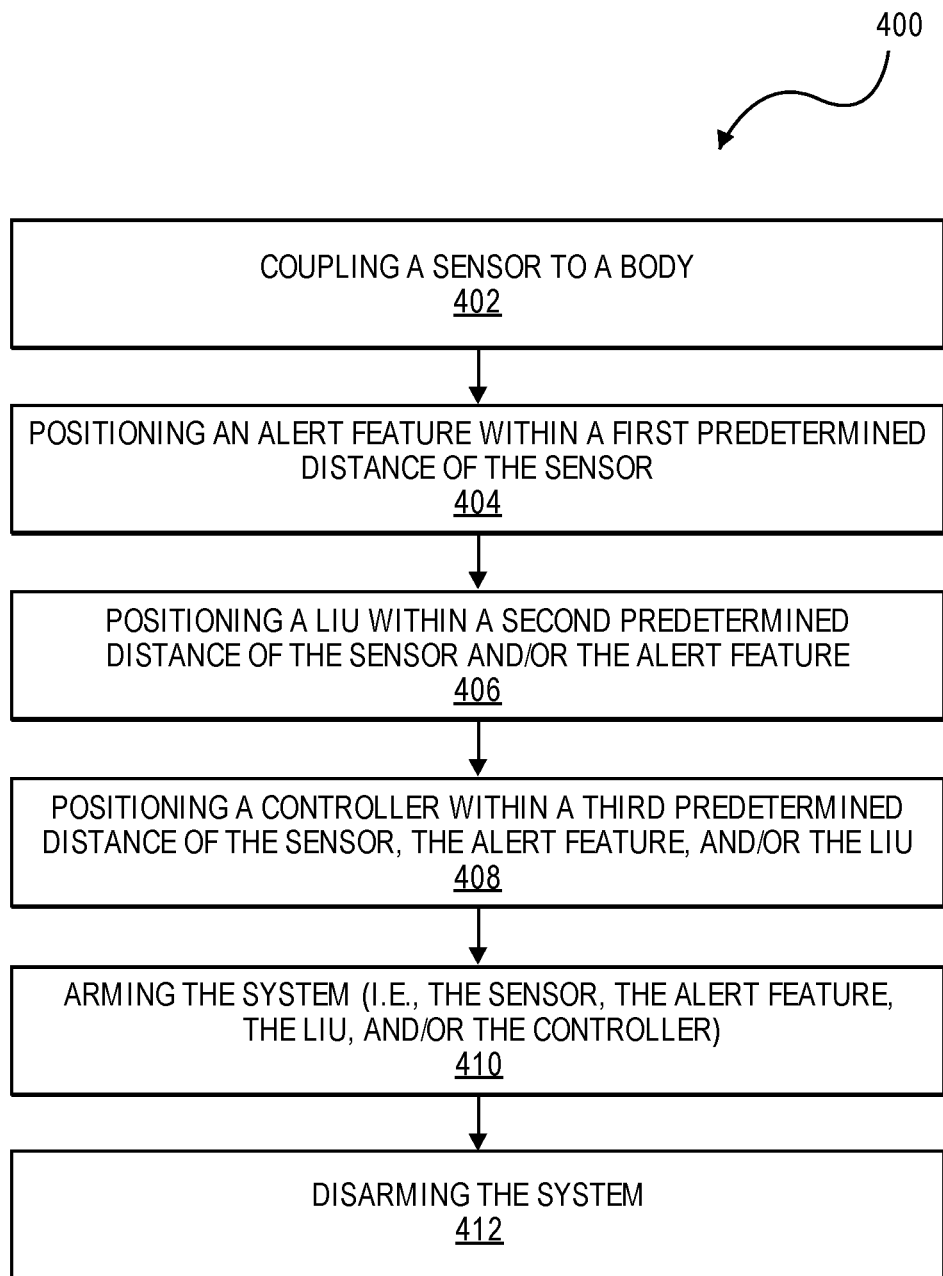 400
COUPLING A SENSOR TO A BODY
402
POSITIONING AN ALERT FEATURE WITHIN A FIRST PREDETERMINED
DISTANCE OF THE SENSOR
404
POSITIONING A LIU WITHIN A SECOND PREDETERMINED
DISTANCE OF THE SENSOR AND/OR THE ALERT FEATURE
406
POSITIONING A CONTROLLER WITHIN A THIRD PREDETERMINED
DISTANCE OF THE SENSOR, THE ALERT FEATURE, AND/OR THE LIU
408
ARMING THE SYSTEM (I.E., THE SENSOR, THE ALERT FEATURE,
THE LIU, AND/OR THE CONTROLLER)
410
DISARMING THE SYSTEM
412